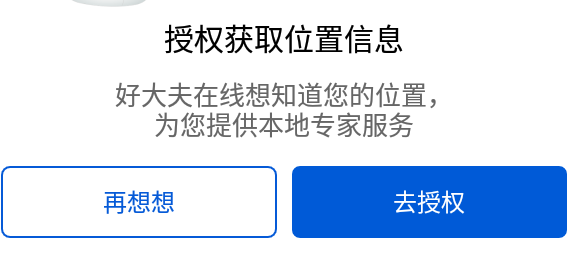 授权获取位置信息
好大夫在线想知道您的位置，
为您提供本地专家服务
再想想
去授权